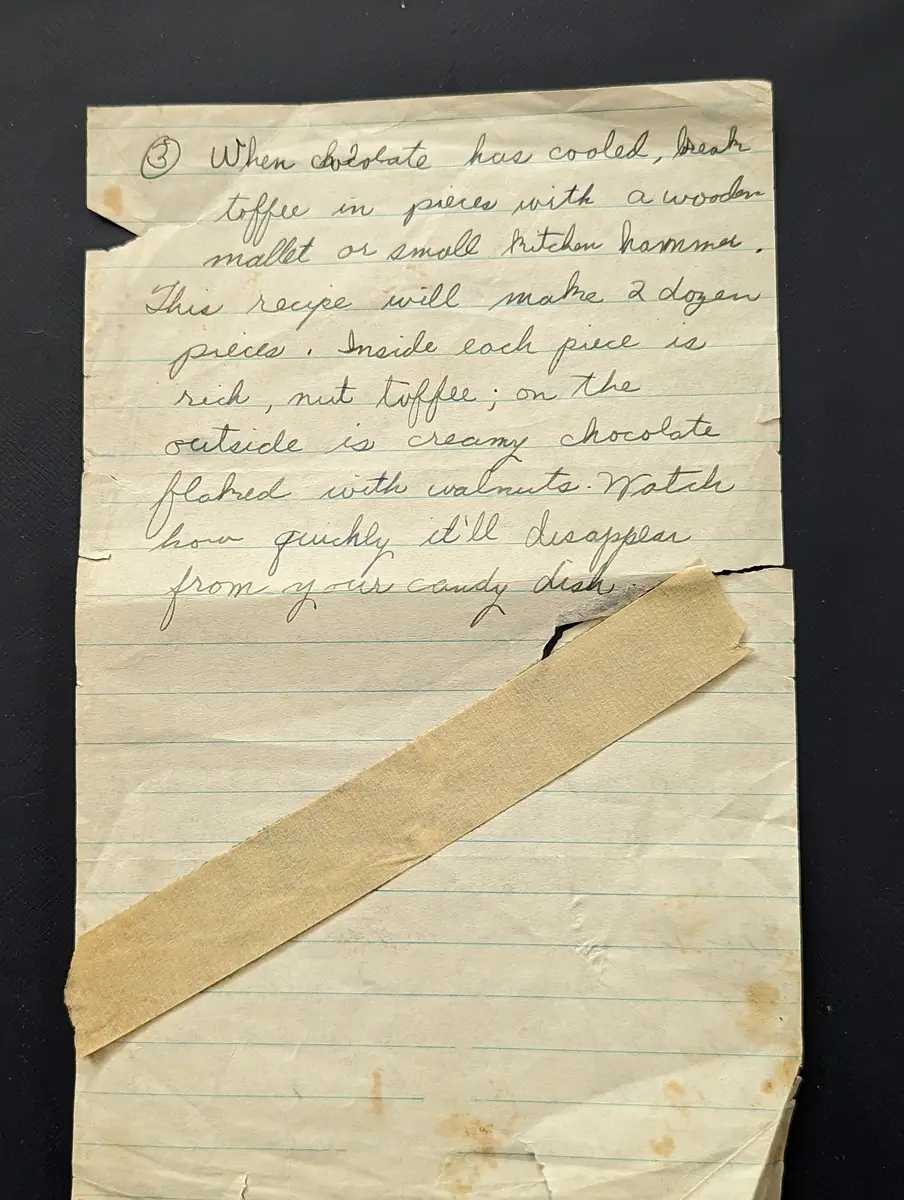 ③ When chocolate has cooled, break
toffee in pieces with a wooden
mallet or small kitchen hammer.
This recipe will make 2 dozen
pieces. Inside each piece is
rich, nut toffee; on the
outside is creamy chocolate
flaked with walnuts. Watch
how quickly it'll disappear
from your candy dish.